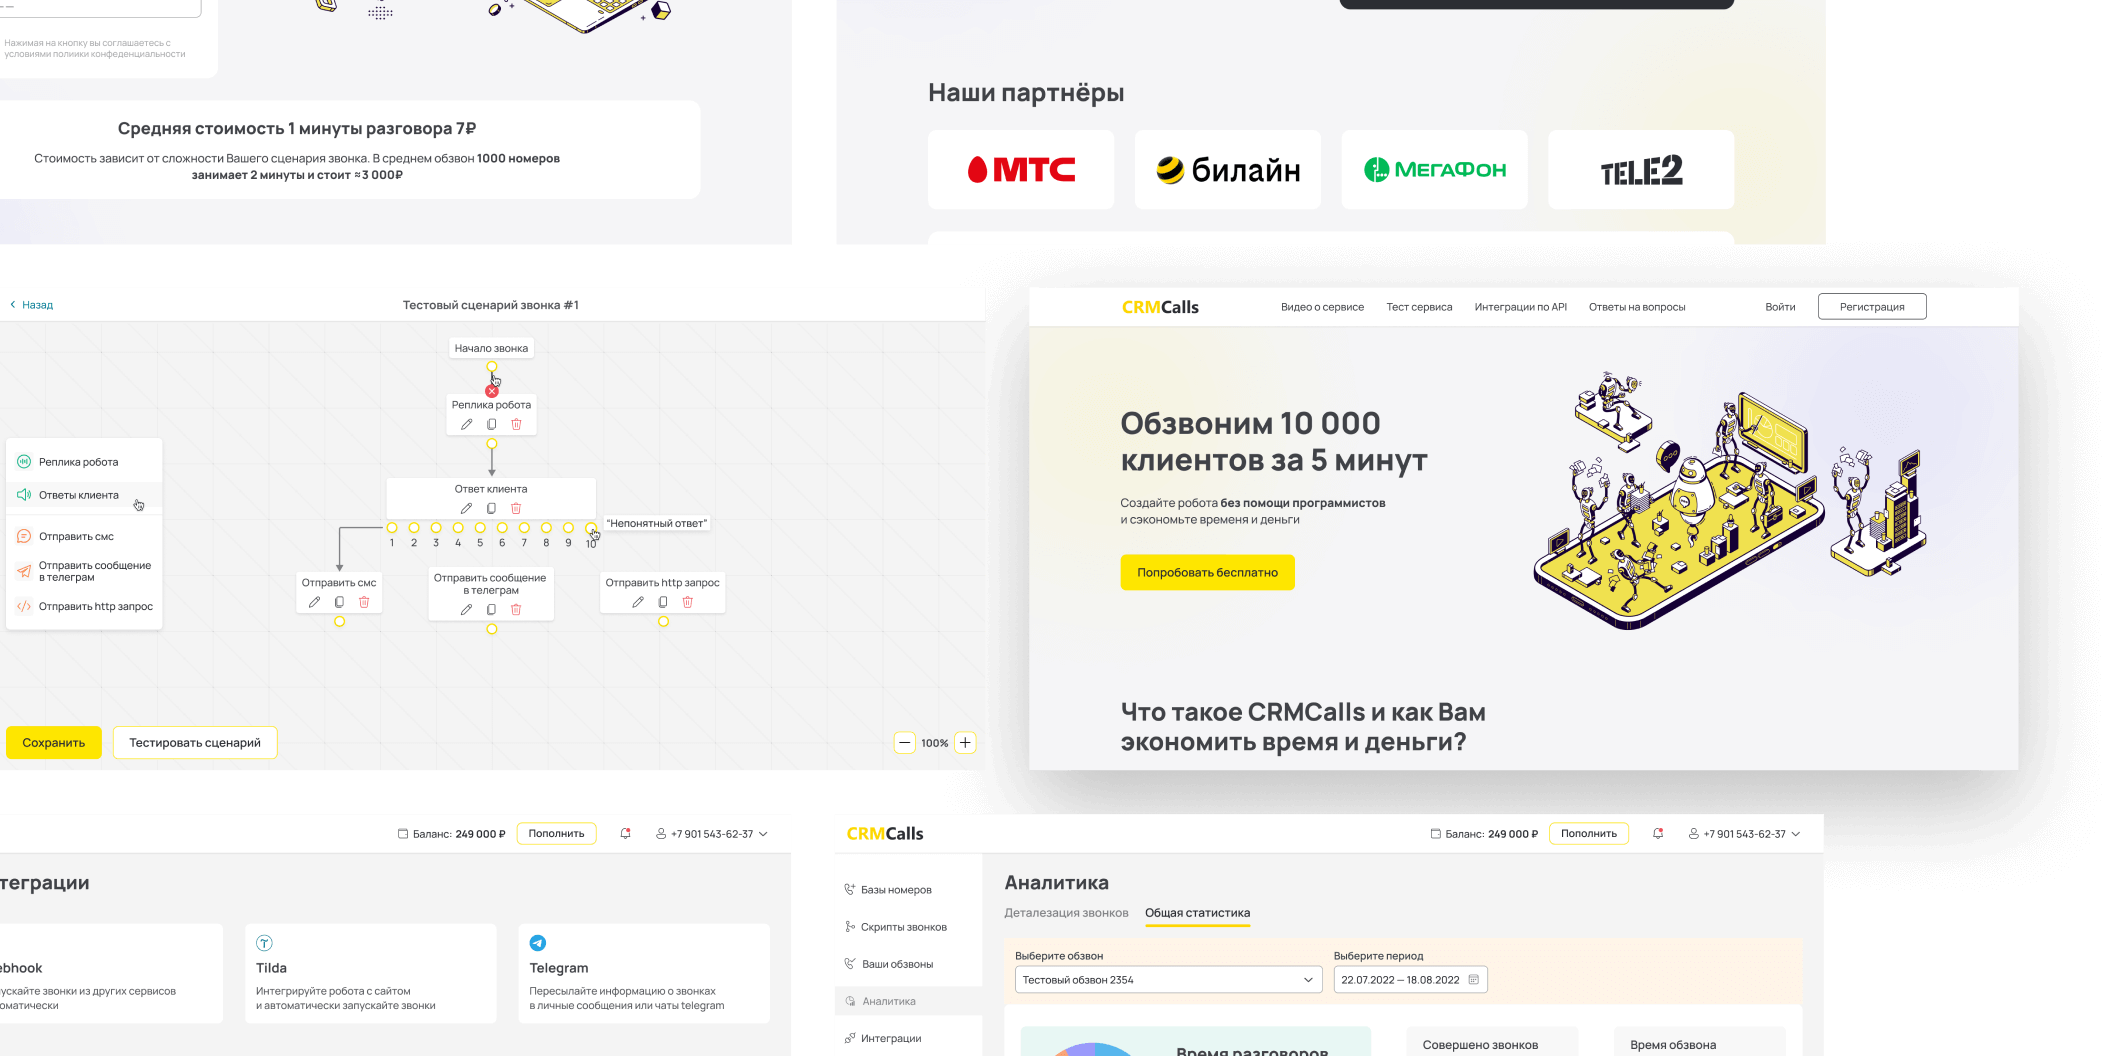 Нажимая на кнопку вы соглашаетесь с
условиями полиики конфеденциальности
Средняя стоимость 1 минуты разговора 7₽
Стоимость зависит от сложности Вашего сценария звонка. В среднем обзвон 1000 номеров
занимает 2 минуты и стоит ≈3 000₽
Наши партнёры
МТС
билайн
МЕГАФОН
TELE2
Назад
Тестовый сценарий звонка #1
Начало звонка
Реплика робота
Ответ клиента
"Непонятный ответ"
1 2 3 4 5 6 7 8 9 10
Отправить смс
Отправить сообщение
в телеграм
Отправить http запрос
Реплика робота
Ответы клиента
Отправить смс
Отправить сообщение
в телеграм
Отправить http запрос
Сохранить
Тестировать сценарий
100%
CRMCalls
Видео о сервисе
Тест сервиса
Интеграции по API
Ответы на вопросы
Войти
Регистрация
Обзвоним 10 000
клиентов за 5 минут
Создайте робота без помощи программистов
и сэкономьте временя и деньги
Попробовать бесплатно
Что такое CRMCalls и как Вам
экономить время и деньги?
Баланс: 249 000 ₽
Пополнить
+7 901 543-62-37
теграции
ebhook
ускайте звонки из других сервисов
оматически
Tilda
Интегрируйте робота с сайтом
и автоматически запускайте звонки
Telegram
Пересылайте информацию о звонках
в личные сообщения или чаты telegram
CRMCalls
Баланс: 249 000 ₽
Пополнить
+7 901 543-62-37
Базы номеров
Скрипты звонков
Ваши обзвоны
Аналитика
Интеграции
Аналитика
Деталезация звонков
Общая статистика
Выберите обзвон
Тестовый обзвон 2354
Выберите период
22.07.2022 — 18.08.2022
Время разговоров
Совершено звонков
Время обзвона